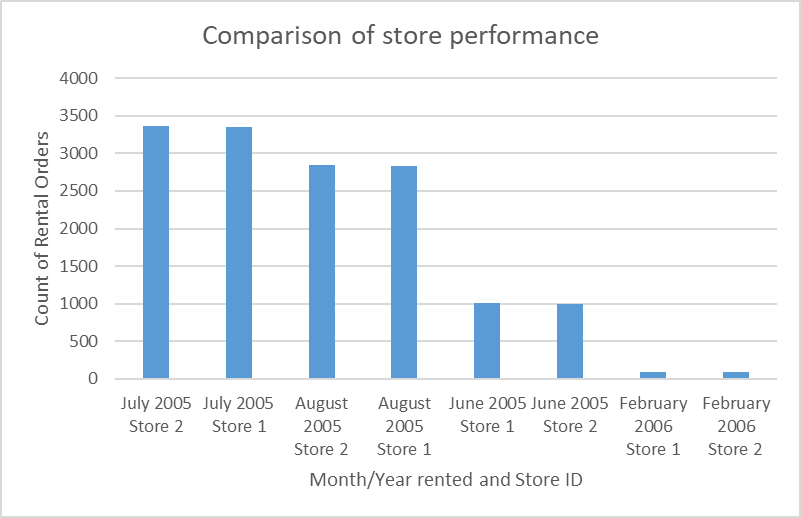 Comparison of store performance
Count of Rental Orders
4000
3500
3000
2500
2000
1500
1000
500
0
July 2005
Store 2
July 2005
Store 1
August
2005
Store 2
August
2005
Store 1
June 2005
Store 1
June 2005
Store 2
February
2006
Store 1
February
2006
Store 2
Month/Year rented and Store ID